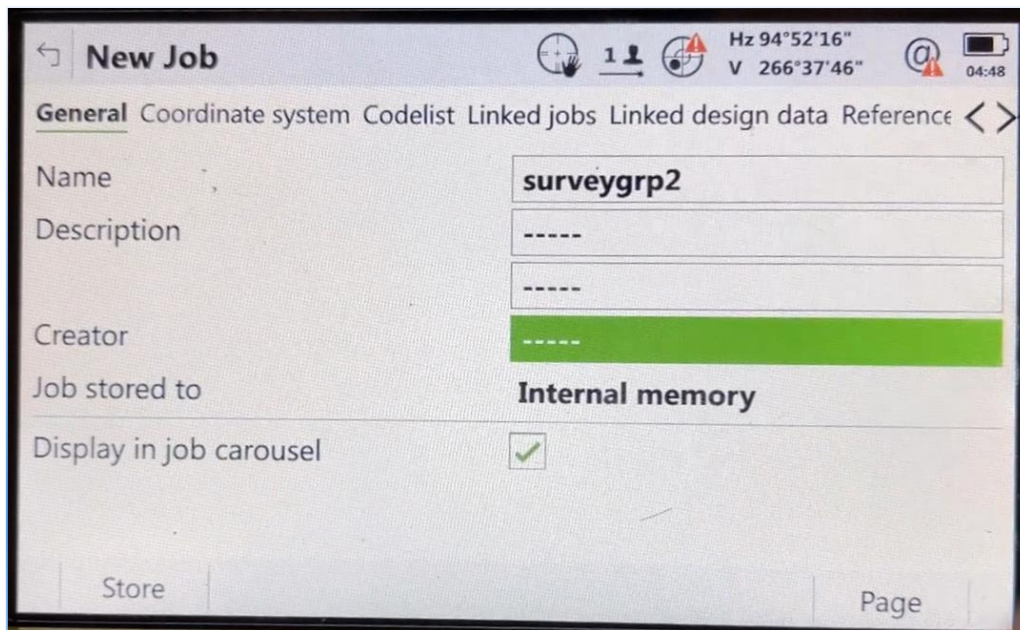 New Job
1
Hz 94°52'16"
V 266°37'46"
@
04:48
General Coordinate system Codelist Linked jobs Linked design data Reference
Name surveygrp2
Description -----
-----
Creator -----
Job stored to Internal memory
Display in job carousel
Store Page